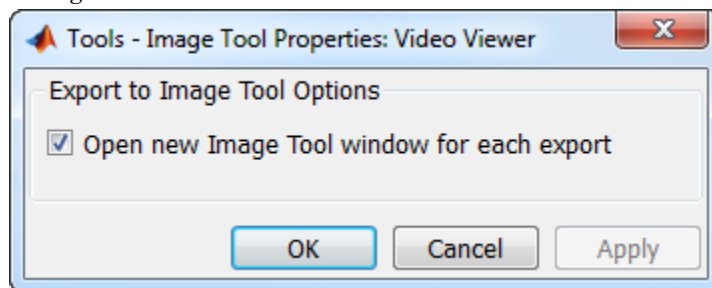 Tools - Image Tool Properties: Video Viewer
Export to Image Tool Options
Open new Image Tool window for each export
OK Cancel Apply